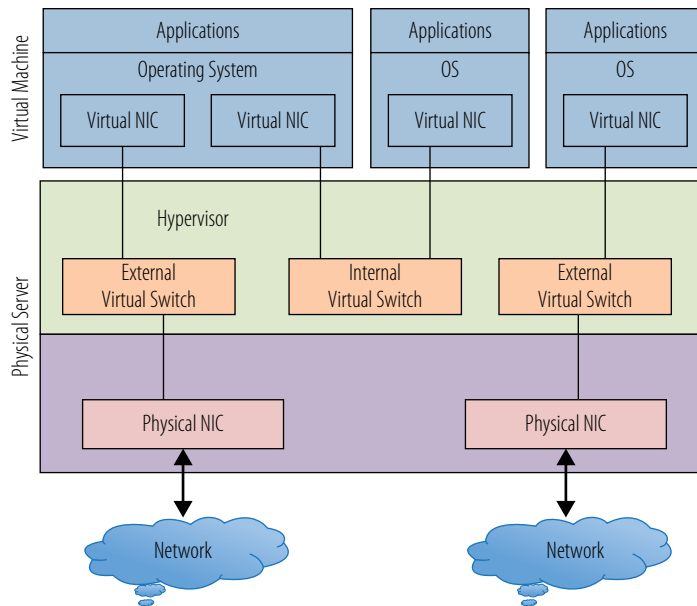 Virtual Machine
Applications
Applications
Applications
Operating System
OS
OS
Virtual NIC
Virtual NIC
Virtual NIC
Virtual NIC
Physical Server
Hypervisor
External
Virtual Switch
Internal
Virtual Switch
External
Virtual Switch
Physical NIC
Physical NIC
Network
Network